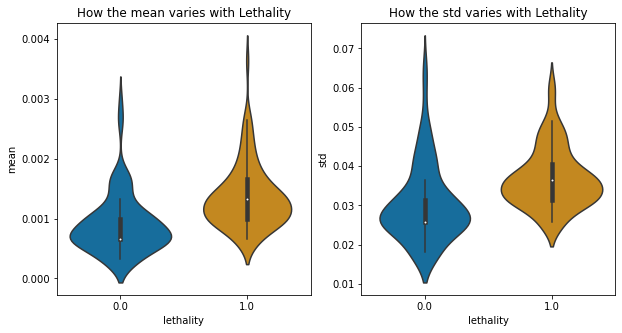 How the mean varies with Lethality
mean
0.004
0.003
0.002
0.001
0.000
0.0
1.0
lethality
How the std varies with Lethality
std
0.07
0.06
0.05
0.04
0.03
0.02
0.01
0.0
1.0
lethality